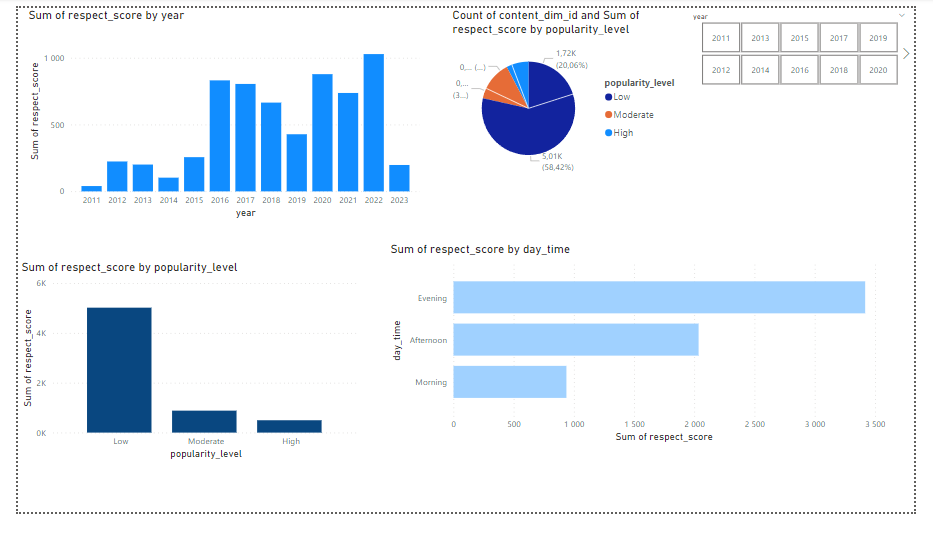 Sum of respect_score by year
Sum of respect_score
1 000
500
0
2011 2012 2013 2014 2015 2016 2017 2018 2019 2020 2021 2022 2023
year
Count of content_dim_id and Sum of
respect_score by popularity_level
1,72K
(20,06%)
0,... (...)
0,...
(3...)
5,01K
(58,42%)
popularity_level
Low
Moderate
High
year
2011 2013 2015 2017 2019
2012 2014 2016 2018 2020
Sum of respect_score by popularity_level
Sum of respect_score
6K
4K
2K
0K
Low Moderate High
popularity_level
Sum of respect_score by day_time
day_time
Evening
Afternoon
Morning
0 500 1 000 1 500 2 000 2 500 3 000 3 500
Sum of respect_score